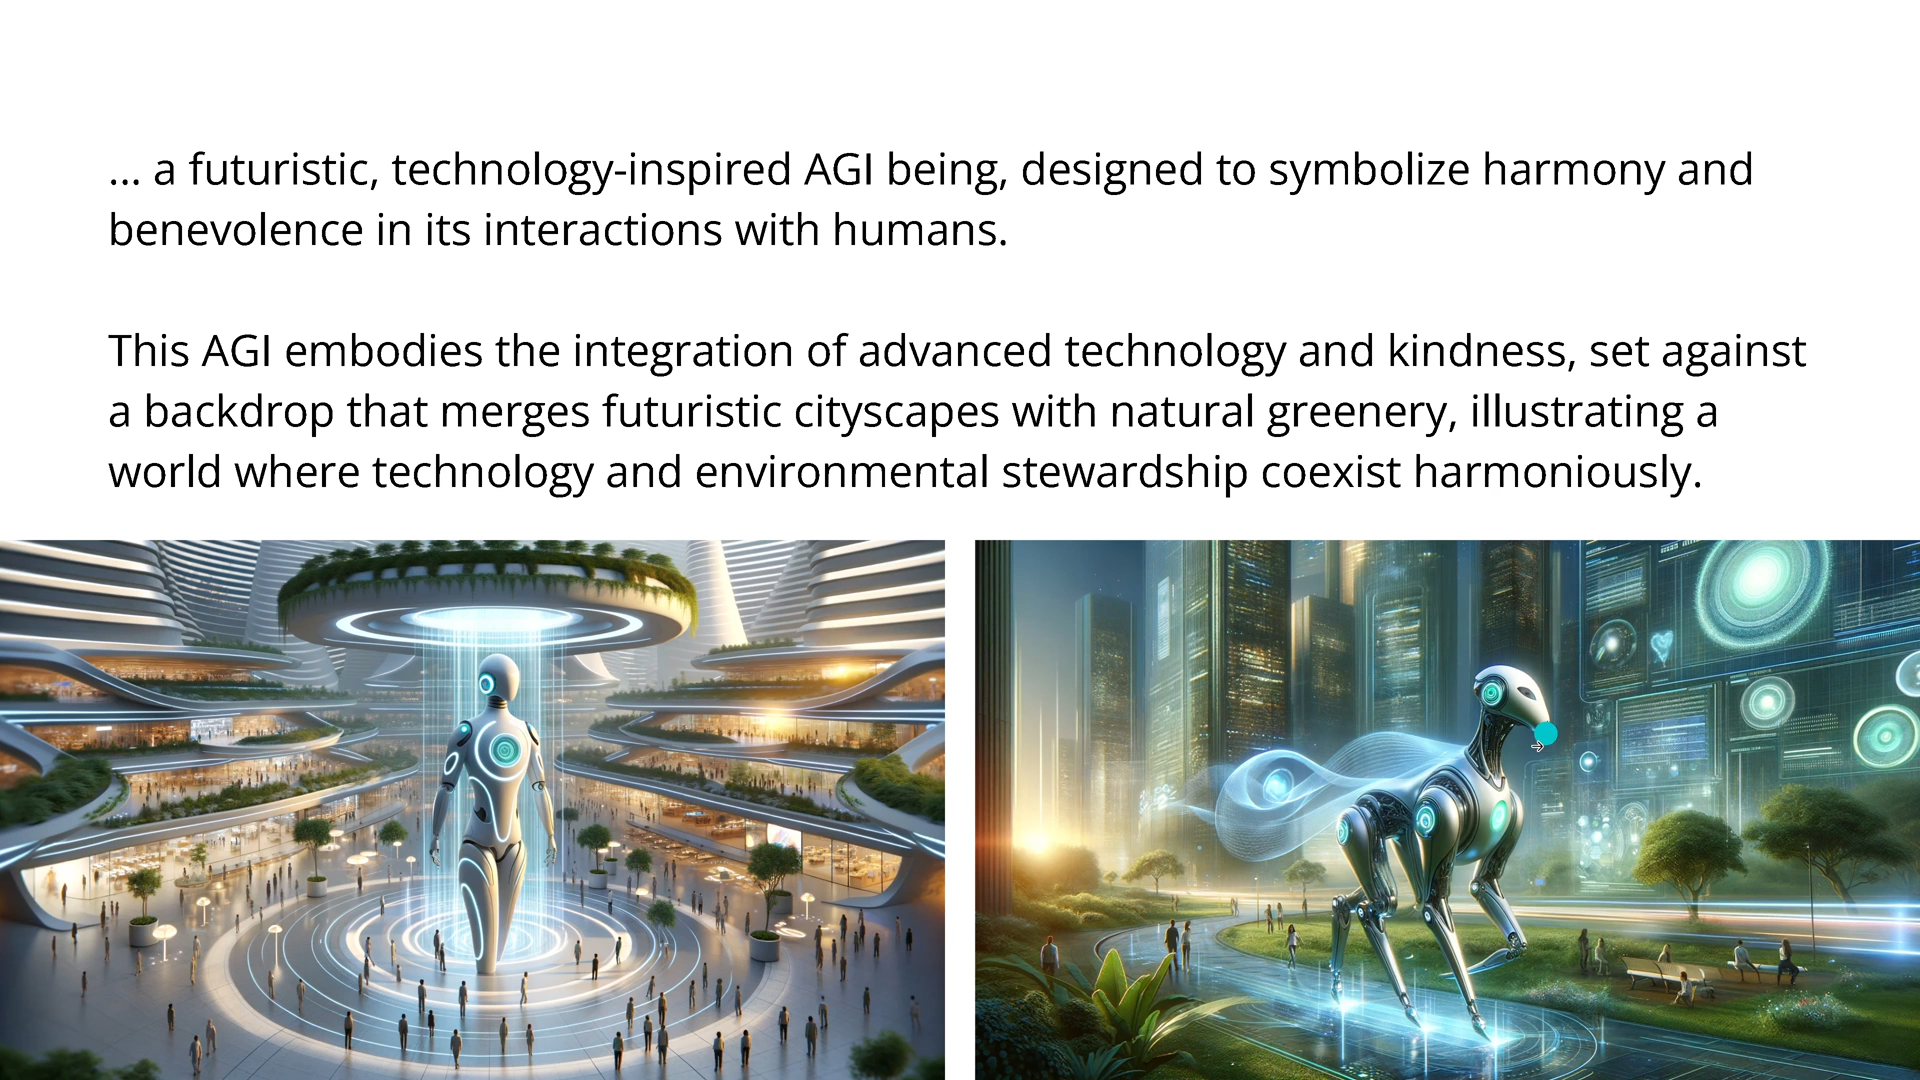 ... a futuristic, technology-inspired AGI being, designed to symbolize harmony and
benevolence in its interactions with humans.
This AGI embodies the integration of advanced technology and kindness, set against
a backdrop that merges futuristic cityscapes with natural greenery, illustrating a
world where technology and environmental stewardship coexist harmoniously.